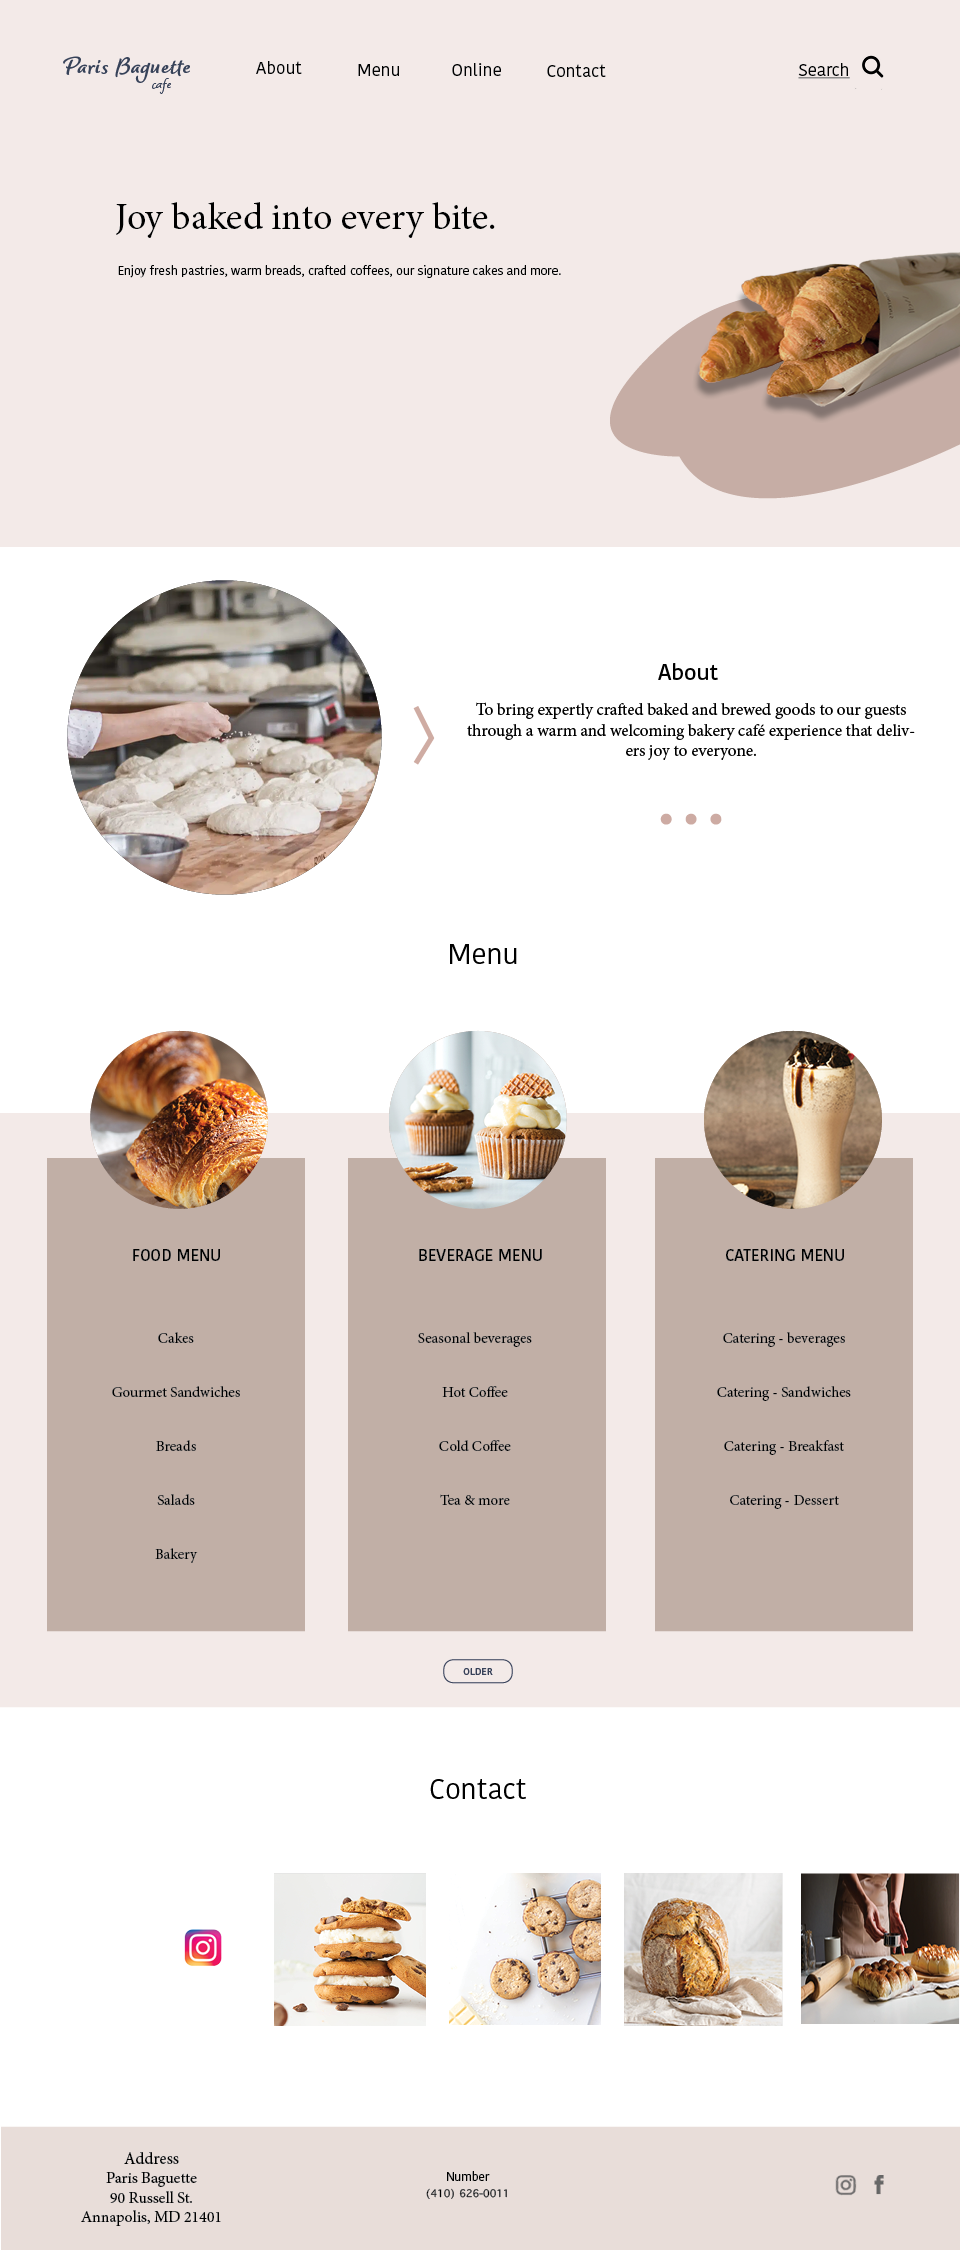 Paris Baguette
cafe
About
Menu
Online
Contact
Search
Joy baked into every bite.
Enjoy fresh pastries, warm breads, crafted coffees, our signature cakes and more.
About
To bring expertly crafted baked and brewed goods to our guests
through a warm and welcoming bakery café experience that deliv-
ers joy to everyone.
Menu
FOOD MENU
Cakes
Gourmet Sandwiches
Breads
Salads
Bakery
BEVERAGE MENU
Seasonal beverages
Hot Coffee
Cold Coffee
Tea & more
CATERING MENU
Catering - beverages
Catering - Sandwiches
Catering - Breakfast
Catering - Dessert
OLDER
Contact
Address
Paris Baguette
90 Russell St.
Annapolis, MD 21401
Number
(410) 626-0011